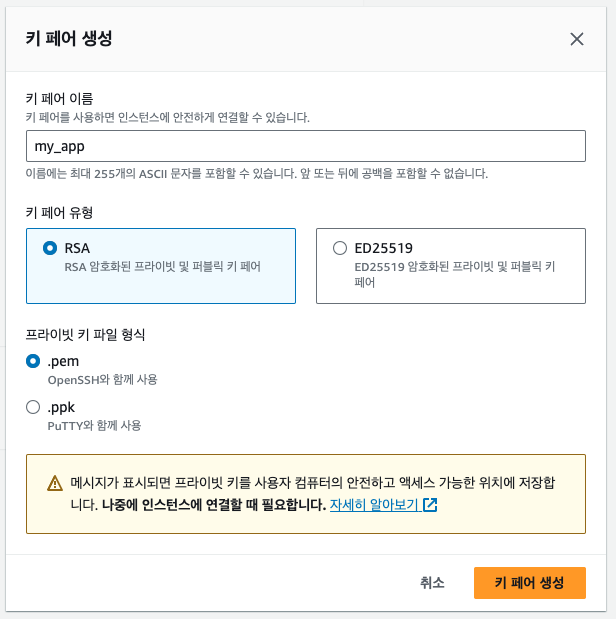 키 페어 생성
키 페어 이름
키 페어를 사용하면 인스턴스에 안전하게 연결할 수 있습니다.
my_app
이름에는 최대 255개의 ASCII 문자를 포함할 수 있습니다. 앞 또는 뒤에 공백을 포함할 수 없습니다.
키 페어 유형
RSA
RSA 암호화된 프라이빗 및 퍼블릭 키 페어
ED25519
ED25519 암호화된 프라이빗 및 퍼블릭 키
페어
프라이빗 키 파일 형식
.pem
OpenSSH와 함께 사용
.ppk
PuTTY와 함께 사용
메시지가 표시되면 프라이빗 키를 사용자 컴퓨터의 안전하고 액세스 가능한 위치에 저장합
니다. 나중에 인스턴스에 연결할 때 필요합니다. 자세히 알아보기
취소
키 페어 생성